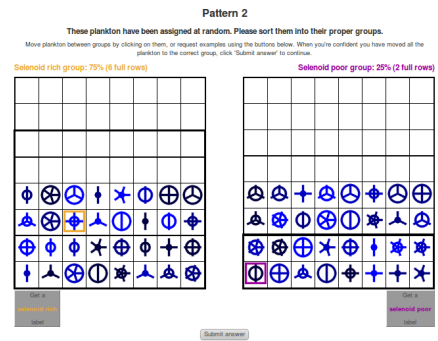 Pattern 2
These plankton have been assigned at random. Please sort them into their proper groups.
Move plankton between groups by clicking on them, or request examples using the buttons below. When you're confident you have moved all the
plankton to the correct group, click 'Submit answer' to continue.
Selenoid rich group: 75% (6 full rows)
Selenoid poor group: 25% (2 full rows)
Get a
selenoid rich
label
Get a
selenoid poor
label
Submit answer